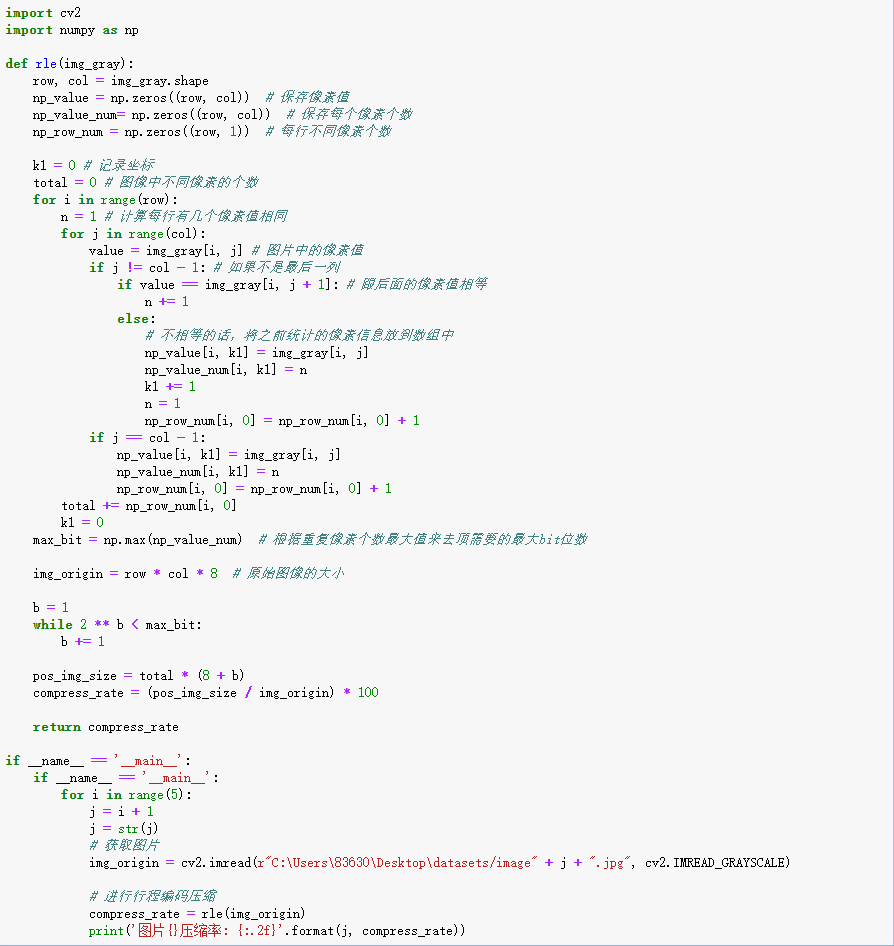 import cv2
import numpy as np

def rle(img_gray):
    row, col = img_gray.shape
    np_value = np.zeros((row, col))  # 保存像素值
    np_value_num= np.zeros((row, col))  # 保存每个像素个数
    np_row_num = np.zeros((row, 1))  # 每行不同像素个数

    k1 = 0 # 记录坐标
    total = 0 # 图像中不同像素的个数
    for i in range(row):
        n = 1 # 计算每行有几个像素值相同
        for j in range(col):
            value = img_gray[i, j] # 图片中的像素值
            if j != col - 1: # 如果不是最后一列
                if value == img_gray[i, j + 1]: # 跟后面的像素值相等
                    n += 1
                else:
                    # 不相等的话，将之前统计的像素信息放到数组中
                    np_value[i, k1] = img_gray[i, j]
                    np_value_num[i, k1] = n
                    k1 += 1
                    n = 1
                    np_row_num[i, 0] = np_row_num[i, 0] + 1
            if j == col - 1:
                np_value[i, k1] = img_gray[i, j]
                np_value_num[i, k1] = n
                np_row_num[i, 0] = np_row_num[i, 0] + 1
        total += np_row_num[i, 0]
        k1 = 0
    max_bit = np.max(np_value_num)  # 根据重复像素个数最大值来去顶需要的最大bit位数

    img_origin = row * col * 8  # 原始图像的大小

    b = 1
    while 2 ** b < max_bit:
        b += 1

    pos_img_size = total * (8 + b)
    compress_rate = (pos_img_size / img_origin) * 100

    return compress_rate

if __name__ == '__main__':
    if __name__ == '__main__':
        for i in range(5):
            j = i + 1
            j = str(j)
            # 获取图片
            img_origin = cv2.imread(r"C:\Users\83630\Desktop\datasets/image" + j + ".jpg", cv2.IMREAD_GRAYSCALE)

            # 进行行程编码压缩
            compress_rate = rle(img_origin)
            print('图片{}压缩率: {:.2f}'.format(j, compress_rate))